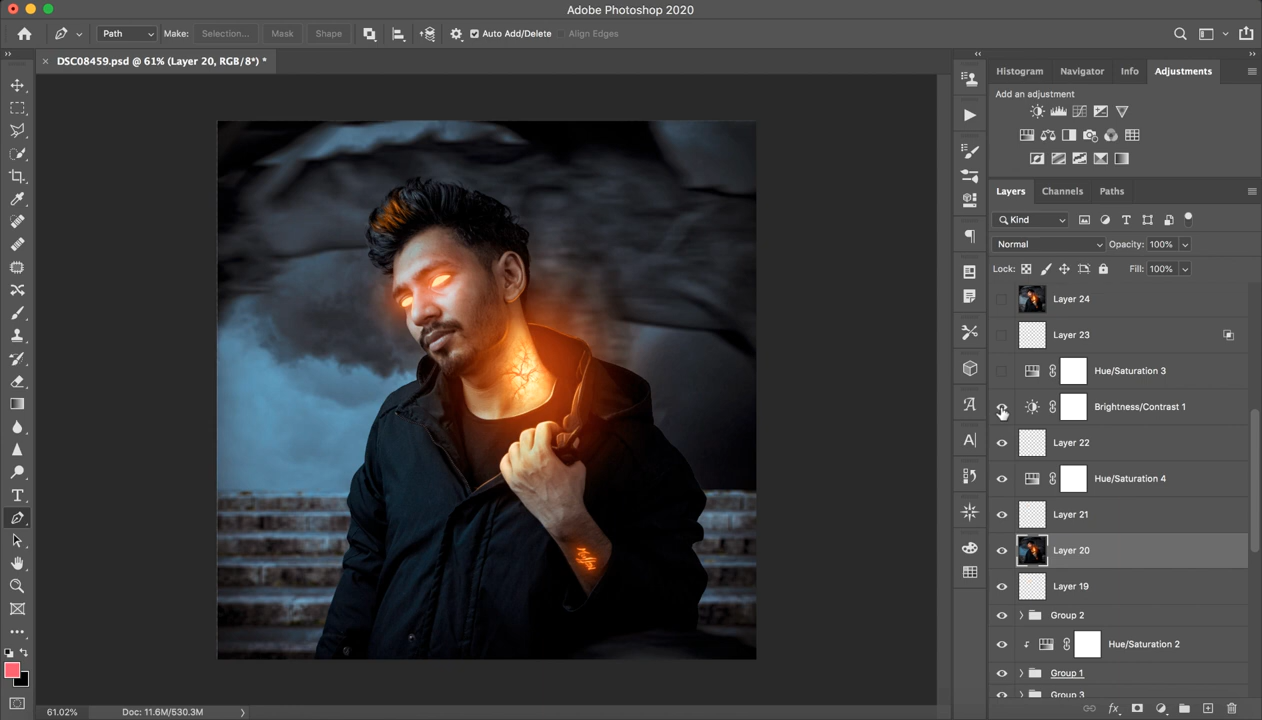 Adobe Photoshop 2020
Path
Make:
Selection...
Mask
Shape
Auto Add/Delete
Align Edges
DSC08459.psd @ 61% (Layer 20, RGB/8*) *
Histogram
Navigator
Info
Adjustments
Add an adjustment
Layers
Channels
Paths
Kind
Normal
Opacity: 100%
Lock:
Fill: 100%
Layer 24
Layer 23
Hue/Saturation 3
Brightness/Contrast 1
Layer 22
Hue/Saturation 4
Layer 21
Layer 20
Layer 19
Group 2
Hue/Saturation 2
Group 1
Group 3
61.02%
Doc: 11.6M/530.3M